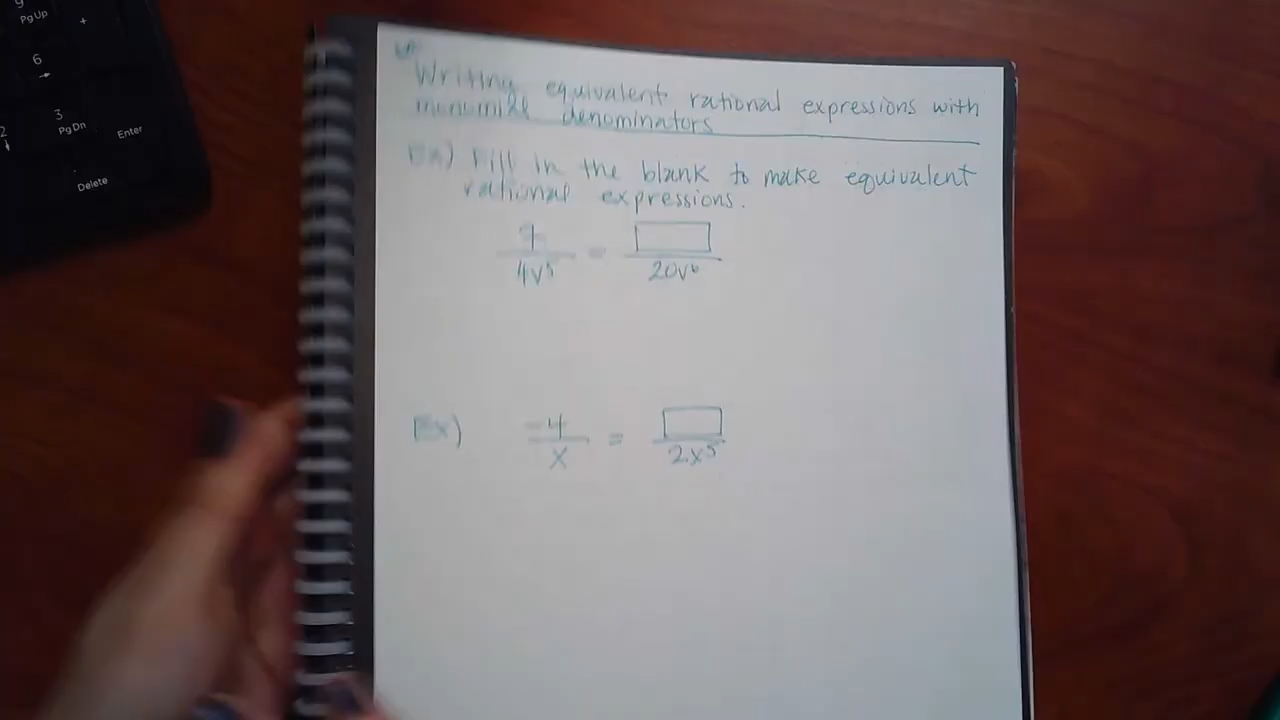 PgUp
+
6
→
3
PgDn
2
↓
Enter
Delete
Writing equivalent rational expressions with
denominators
Ex) Fill in the blank to make equivalent
rational expressions.
4v⁵ = 20v⁶
Ex) -4/x = □/2x⁵